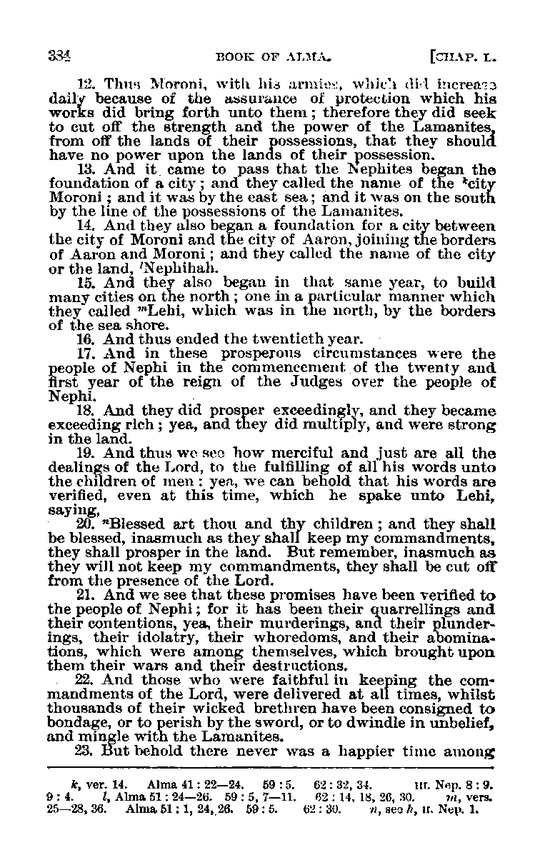 334 BOOK OF ALMA. [CHAP. L.
12. Thus Moroni, with his armies, which did increase
daily because of the assurance of protection which his
works did bring forth unto them ; therefore they did seek
to cut off the strength and the power of the Lamanites,
from off the lands of their possessions, that they should
have no power upon the lands of their possession.
13. And it came to pass that the Nephites began the
foundation of a city ; and they called the name of the ᵏcity
Moroni ; and it was by the east sea ; and it was on the south
by the line of the possessions of the Lamanites.
14. And they also began a foundation for a city between
the city of Moroni and the city of Aaron, joining the borders
of Aaron and Moroni ; and they called the name of the city
or the land, ˡNephihah.
15. And they also began in that same year, to build
many cities on the north ; one in a particular manner which
they called ᵐLehi, which was in the north, by the borders
of the sea shore.
16. And thus ended the twentieth year.
17. And in these prosperous circumstances were the
people of Nephi in the commencement of the twenty and
first year of the reign of the Judges over the people of
Nephi.
18. And they did prosper exceedingly, and they became
exceeding rich ; yea, and they did multiply, and were strong
in the land.
19. And thus we see how merciful and just are all the
dealings of the Lord, to the fulfilling of all his words unto
the children of men : yea, we can behold that his words are
verified, even at this time, which he spake unto Lehi,
saying,
20. ⁿBlessed art thou and thy children ; and they shall
be blessed, inasmuch as they shall keep my commandments,
they shall prosper in the land. But remember, inasmuch as
they will not keep my commandments, they shall be cut off
from the presence of the Lord.
21. And we see that these promises have been verified to
the people of Nephi ; for it has been their quarrellings and
their contentions, yea, their murderings, and their plunder-
ings, their idolatry, their whoredoms, and their abomina-
tions, which were among themselves, which brought upon
them their wars and their destructions.
22. And those who were faithful in keeping the com-
mandments of the Lord, were delivered at all times, whilst
thousands of their wicked brethren have been consigned to
bondage, or to perish by the sword, or to dwindle in unbelief,
and mingle with the Lamanites.
23. But behold there never was a happier time among
k, ver. 14. Alma 41 : 22—24. 59 : 5. 62 : 32, 34. III. Nep. 8 : 9.
9 : 4. l, Alma 51 : 24—26. 59 : 5, 7—11. 62 : 14, 18, 26, 30. m, vers.
25—28, 36. Alma 51 : 1, 24, 26. 59 : 5. 62 : 30. n, see h, II. Nep. 1.